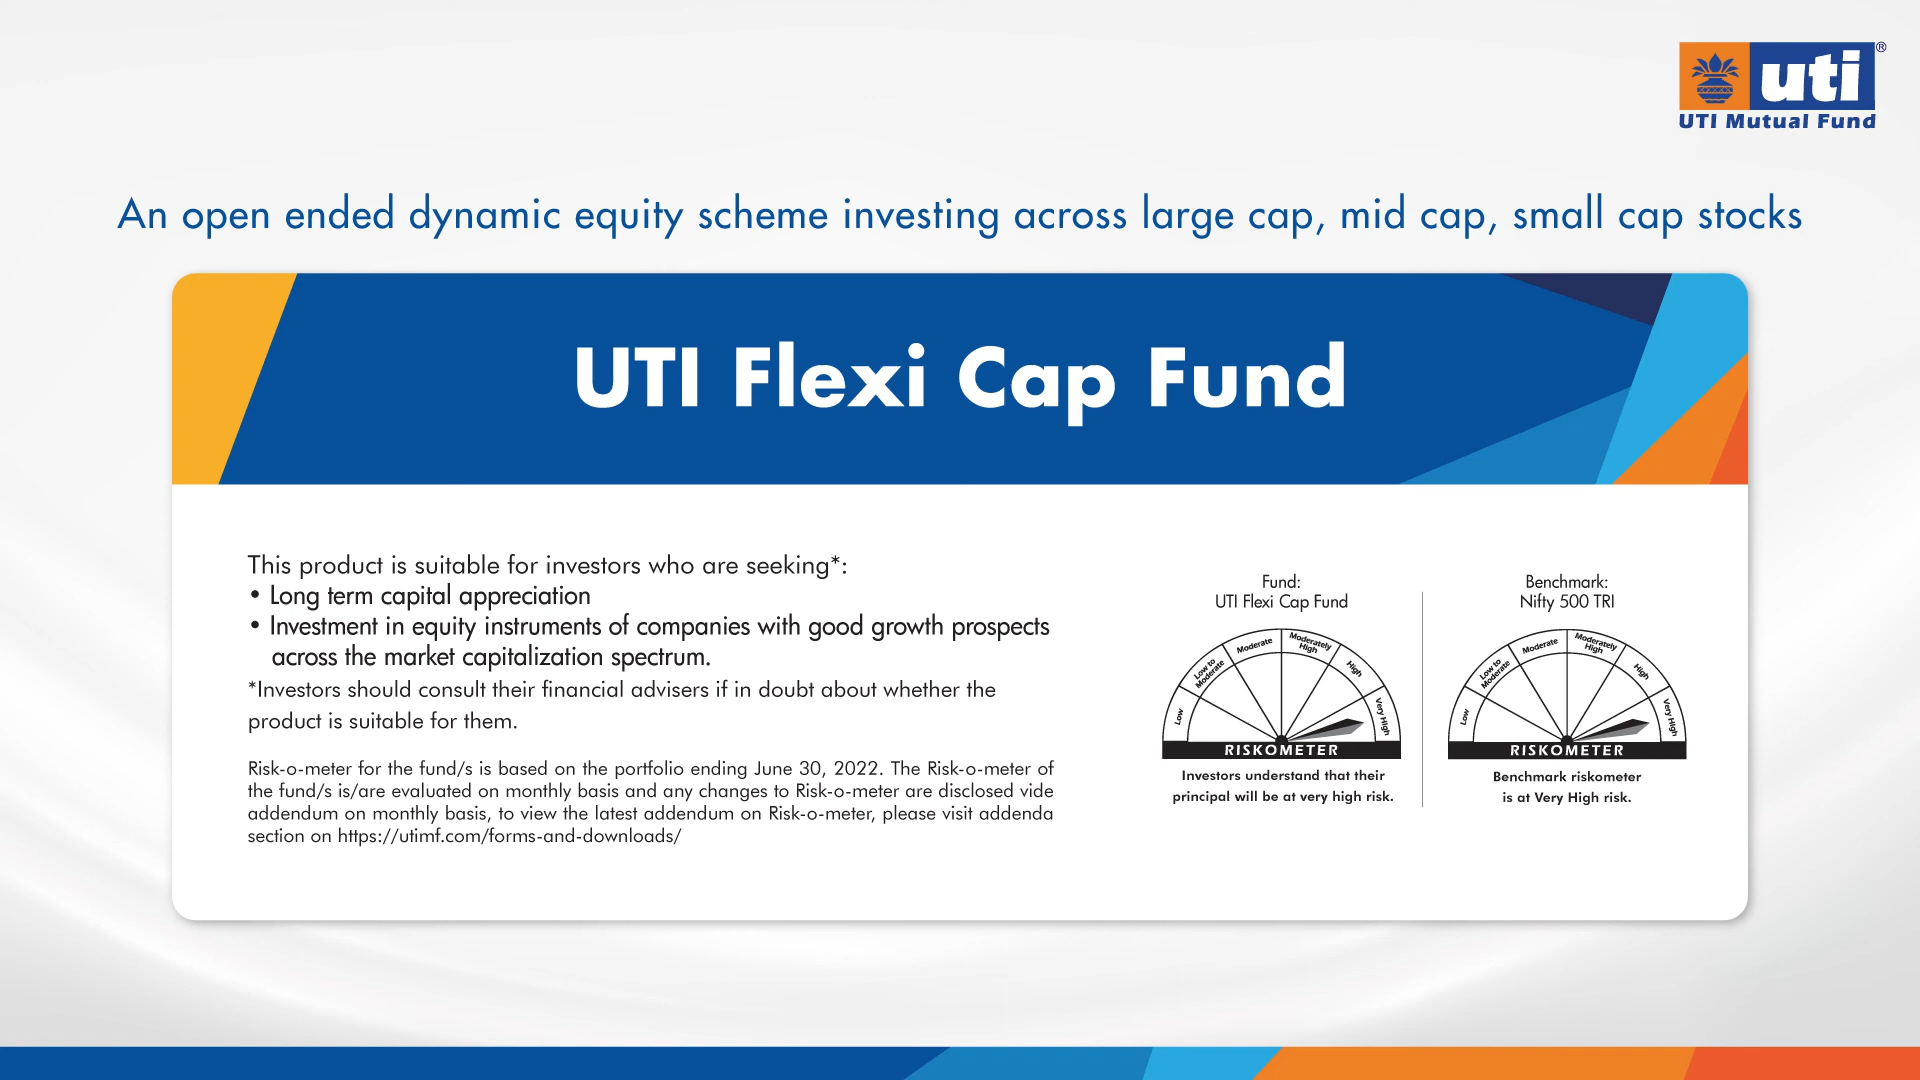 uti ®
UTI Mutual Fund
An open ended dynamic equity scheme investing across large cap, mid cap, small cap stocks
UTI Flexi Cap Fund
This product is suitable for investors who are seeking*:
• Long term capital appreciation
• Investment in equity instruments of companies with good growth prospects
across the market capitalization spectrum.
*Investors should consult their financial advisers if in doubt about whether the
product is suitable for them.
Risk-o-meter for the fund/s is based on the portfolio ending June 30, 2022. The Risk-o-meter of
the fund/s is/are evaluated on monthly basis and any changes to Risk-o-meter are disclosed vide
addendum on monthly basis, to view the latest addendum on Risk-o-meter, please visit addenda
section on https://utimf.com/forms-and-downloads/
Fund:
UTI Flexi Cap Fund
Low
Low to
Moderate
Moderate
Moderately
High
High
Very High
RISKOMETER
Investors understand that their
principal will be at very high risk.
Benchmark:
Nifty 500 TRI
Low
Low to
Moderate
Moderate
Moderately
High
High
Very High
RISKOMETER
Benchmark riskometer
is at Very High risk.